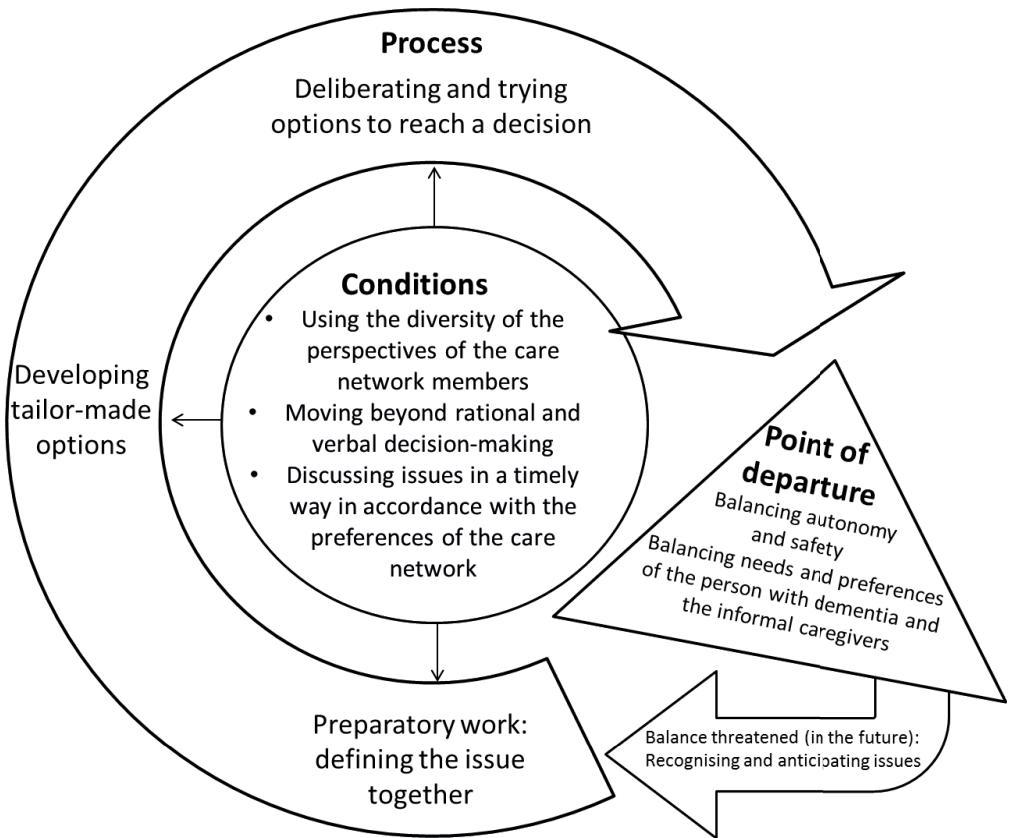 Process
Deliberating and trying
options to reach a decision
Conditions
• Using the diversity of the
perspectives of the care
network members
• Moving beyond rational and
verbal decision-making
• Discussing issues in a timely
way in accordance with the
preferences of the care
network
Developing
tailor-made
options
Point of
departure
Balancing autonomy
and safety
Balancing needs and preferences
of the person with dementia and
the informal caregivers
Preparatory work:
defining the issue
together
Balance threatened (in the future):
Recognising and anticipating issues